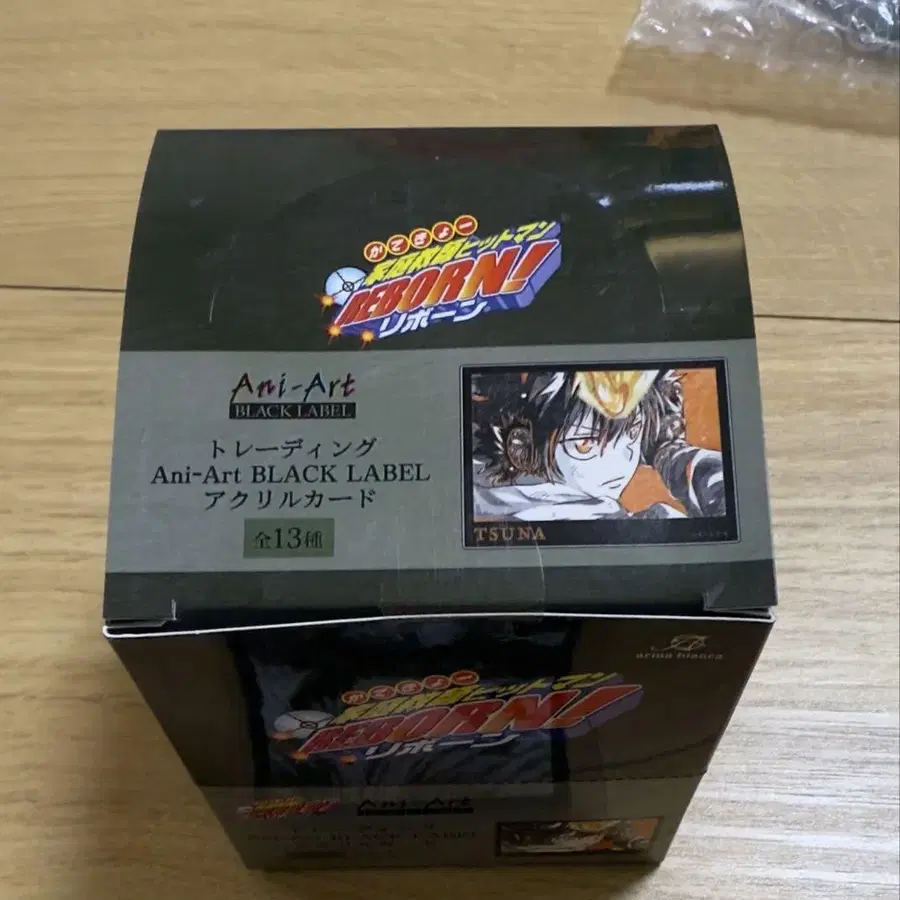 かてきょー
家庭教師ヒットマン
REBORN!
リボーン
Ani-Art
BLACK LABEL
トレーディング
Ani-Art BLACK LABEL
アクリルカード
全13種
TSUNA
arma bianca
かてきょー
家庭教師ヒットマン
REBORN!
リボーン
Ani-Art